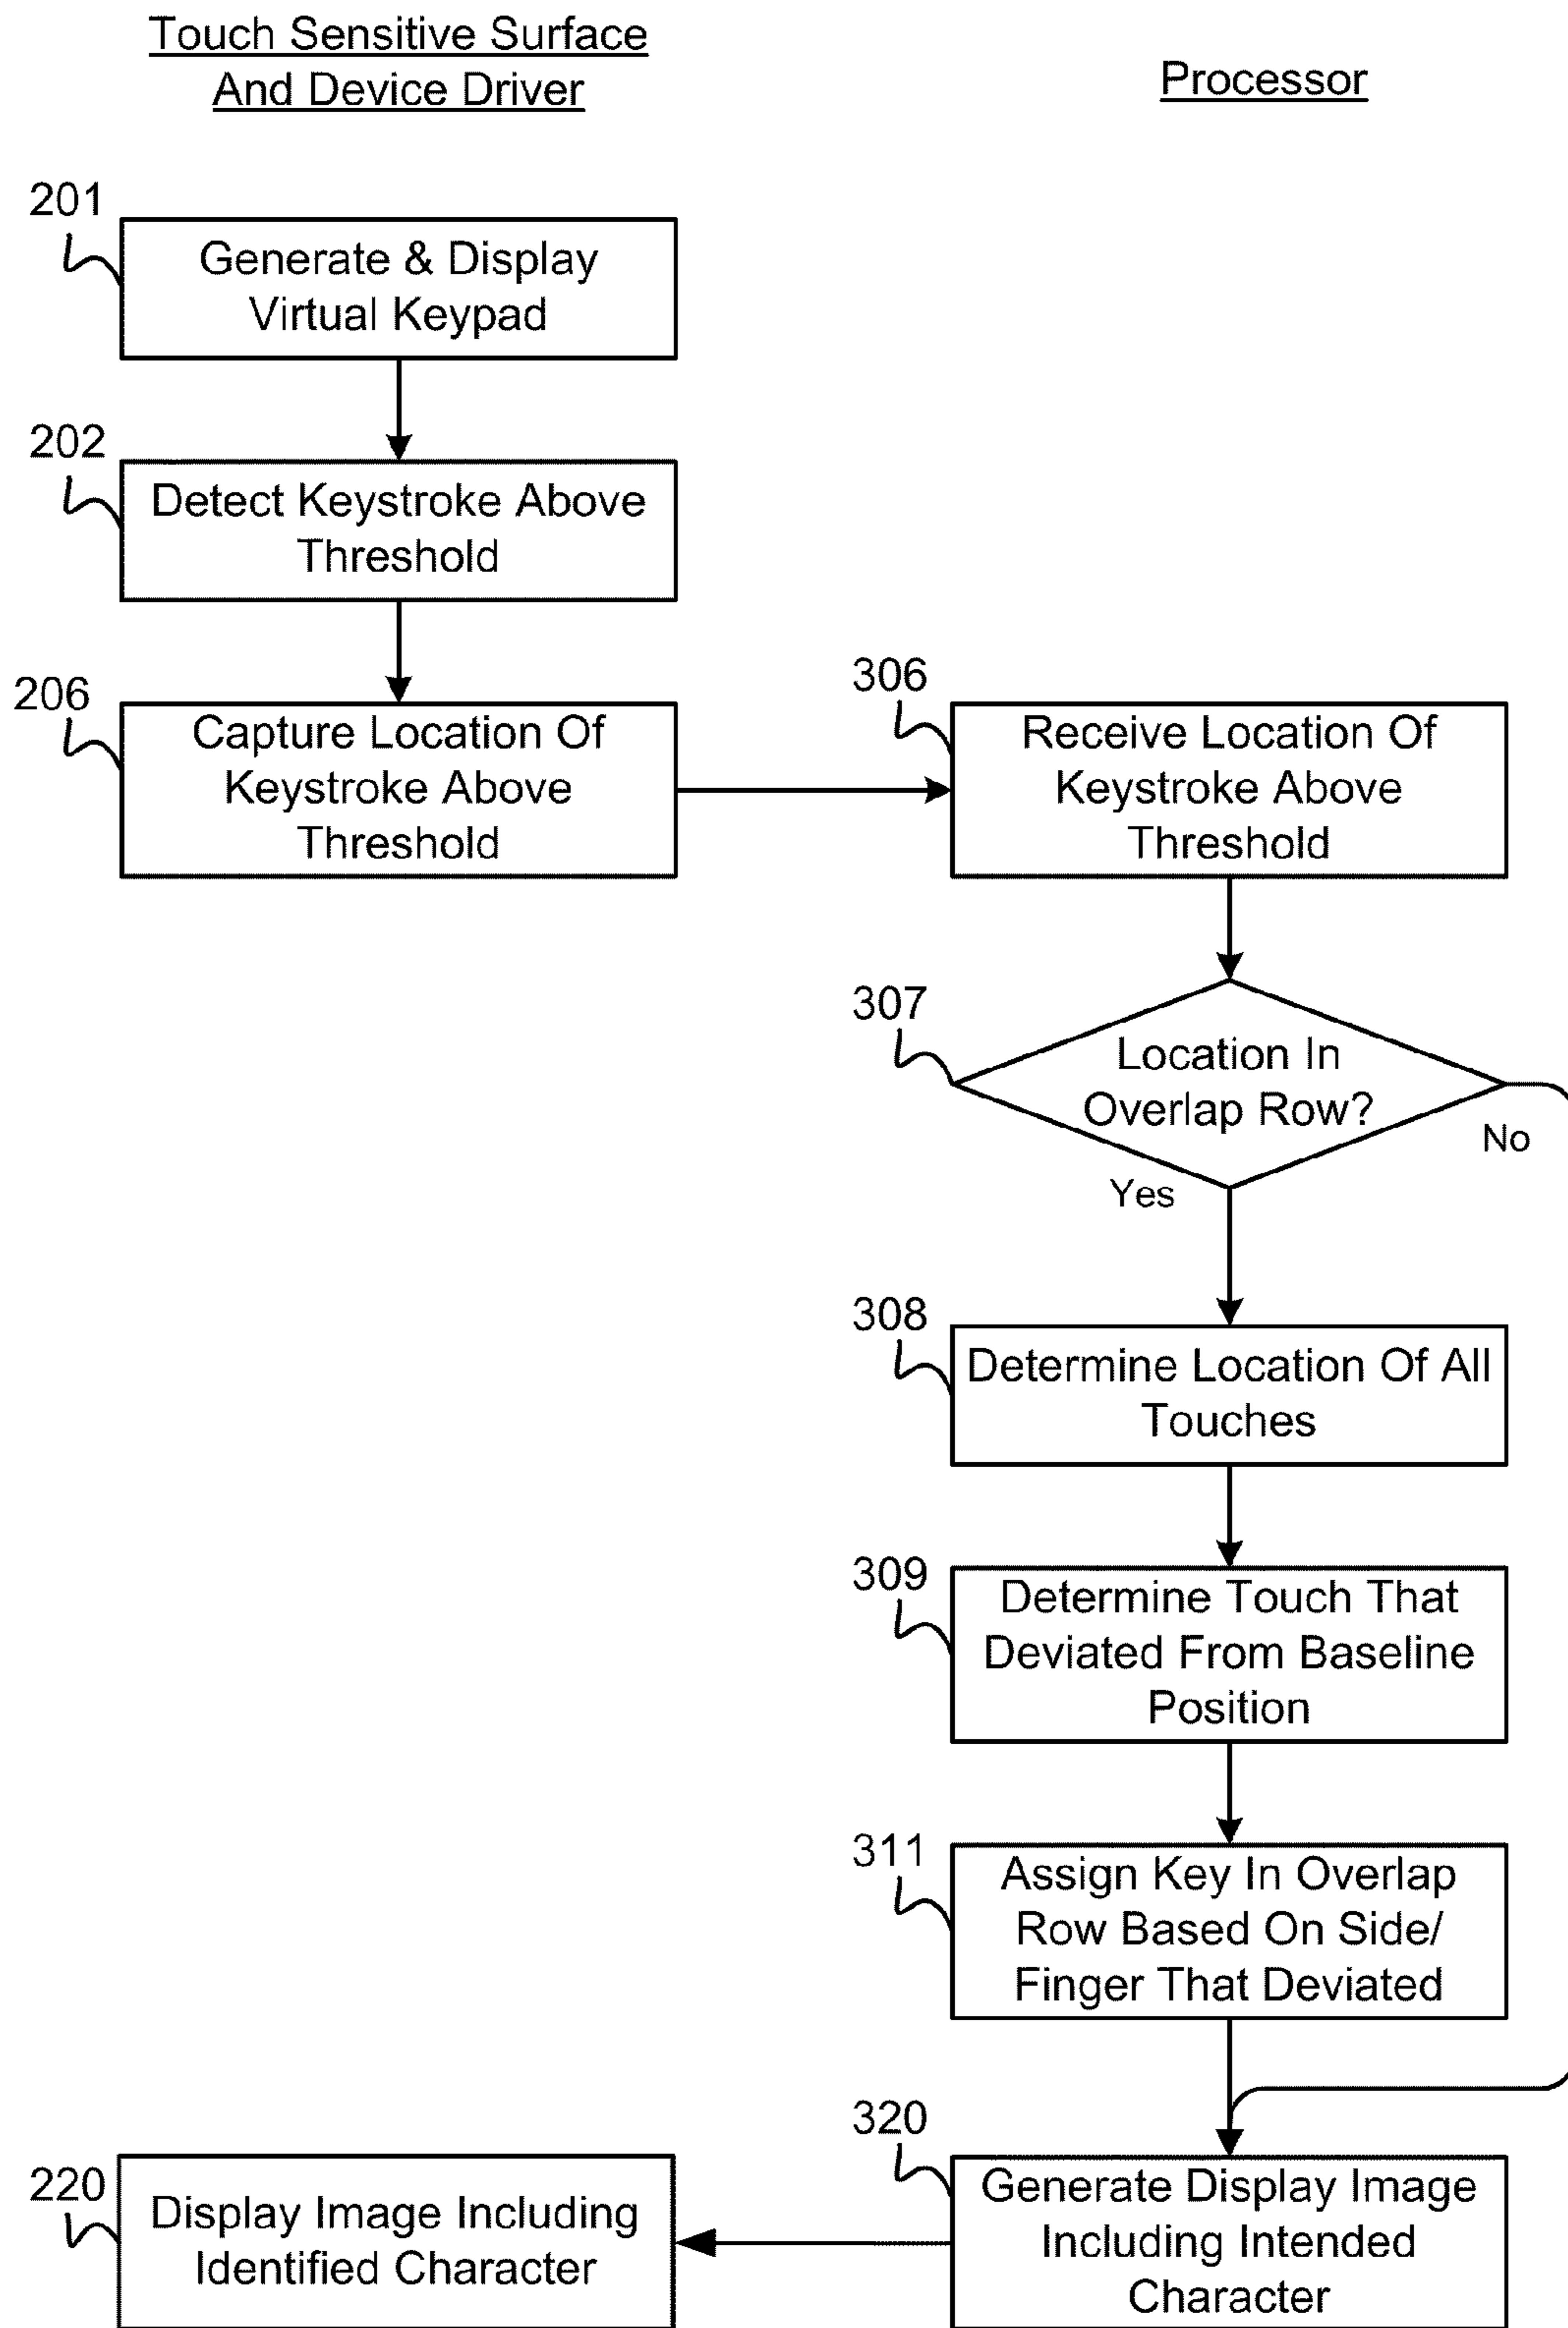 Touch Sensitive Surface
And Device Driver
Processor
201
Generate & Display
Virtual Keypad
202
Detect Keystroke Above
Threshold
206
Capture Location Of
Keystroke Above
Threshold
306
Receive Location Of
Keystroke Above
Threshold
307
Location In
Overlap Row?
No
Yes
308
Determine Location Of All
Touches
309
Determine Touch That
Deviated From Baseline
Position
311
Assign Key In Overlap
Row Based On Side/
Finger That Deviated
320
Generate Display Image
Including Intended
Character
220
Display Image Including
Identified Character